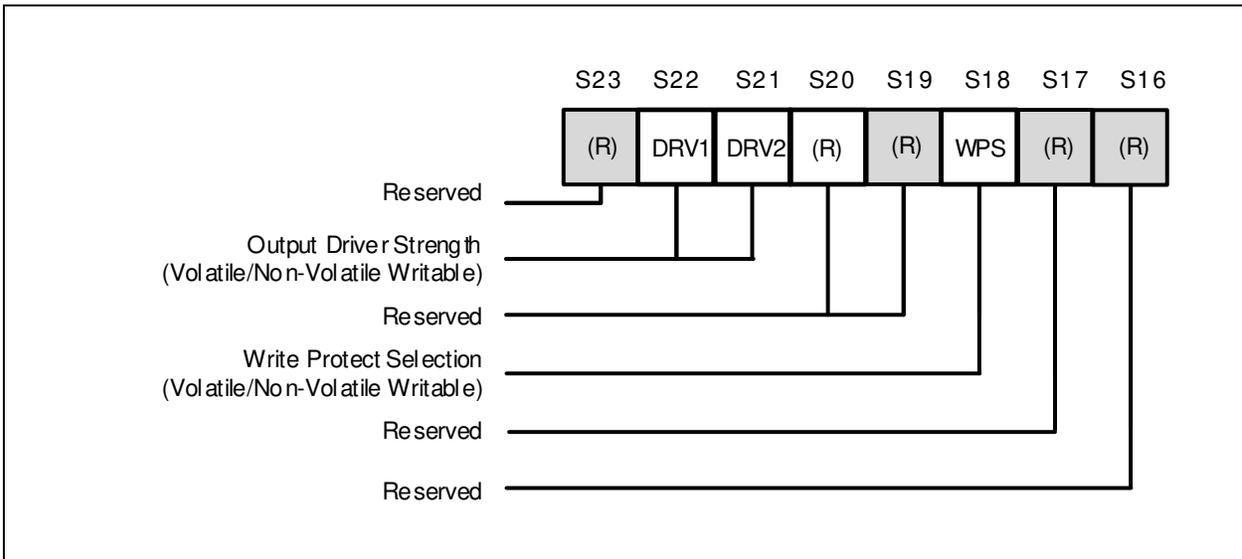 S23 S22 S21 S20 S19 S18 S17 S16
(R) DRV1 DRV2 (R) (R) WPS (R) (R)
Reserved
Output Driver Strength
(Volatile/Non-Volatile Writable)
Reserved
Write Protect Selection
(Volatile/Non-Volatile Writable)
Reserved
Reserved